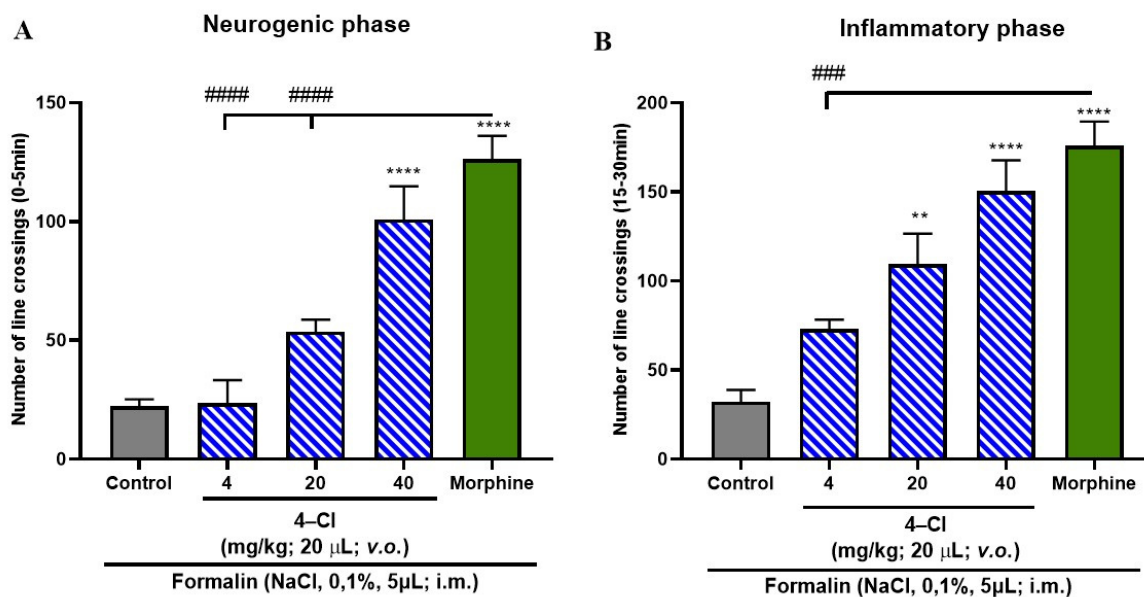 A
Neurogenic phase
####
####
****
****
Number of line crossings (0-5min)
150
100
50
0
Control
4
20
40
Morphine
4–Cl
(mg/kg; 20 µL; v.o.)
Formalin (NaCl, 0,1%, 5µL; i.m.)
B
Inflammatory phase
###
****
****
**
Number of line crossings (15-30min)
200
150
100
50
0
Control
4
20
40
Morphine
4–Cl
(mg/kg; 20 µL; v.o.)
Formalin (NaCl, 0,1%, 5µL; i.m.)